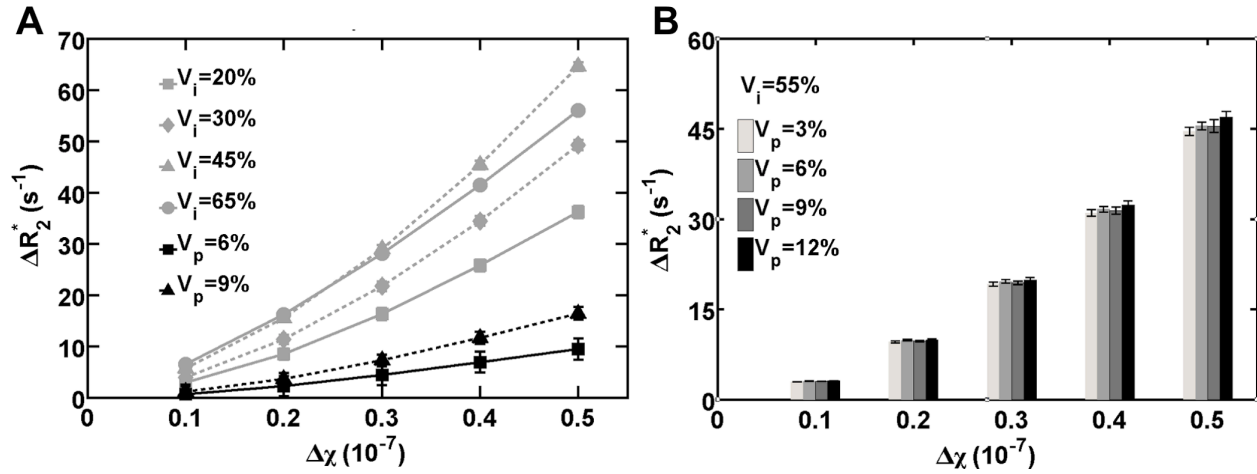 A
70
60
50
40
30
20
10
0
ΔR₂* (s⁻¹)
Vᵢ=20%
Vᵢ=30%
Vᵢ=45%
Vᵢ=65%
Vₚ=6%
Vₚ=9%
0 0.1 0.2 0.3 0.4 0.5
Δχ (10⁻⁷)
B
60
45
30
15
0
ΔR₂* (s⁻¹)
Vᵢ=55%
Vₚ=3%
Vₚ=6%
Vₚ=9%
Vₚ=12%
0.1 0.2 0.3 0.4 0.5
Δχ (10⁻⁷)